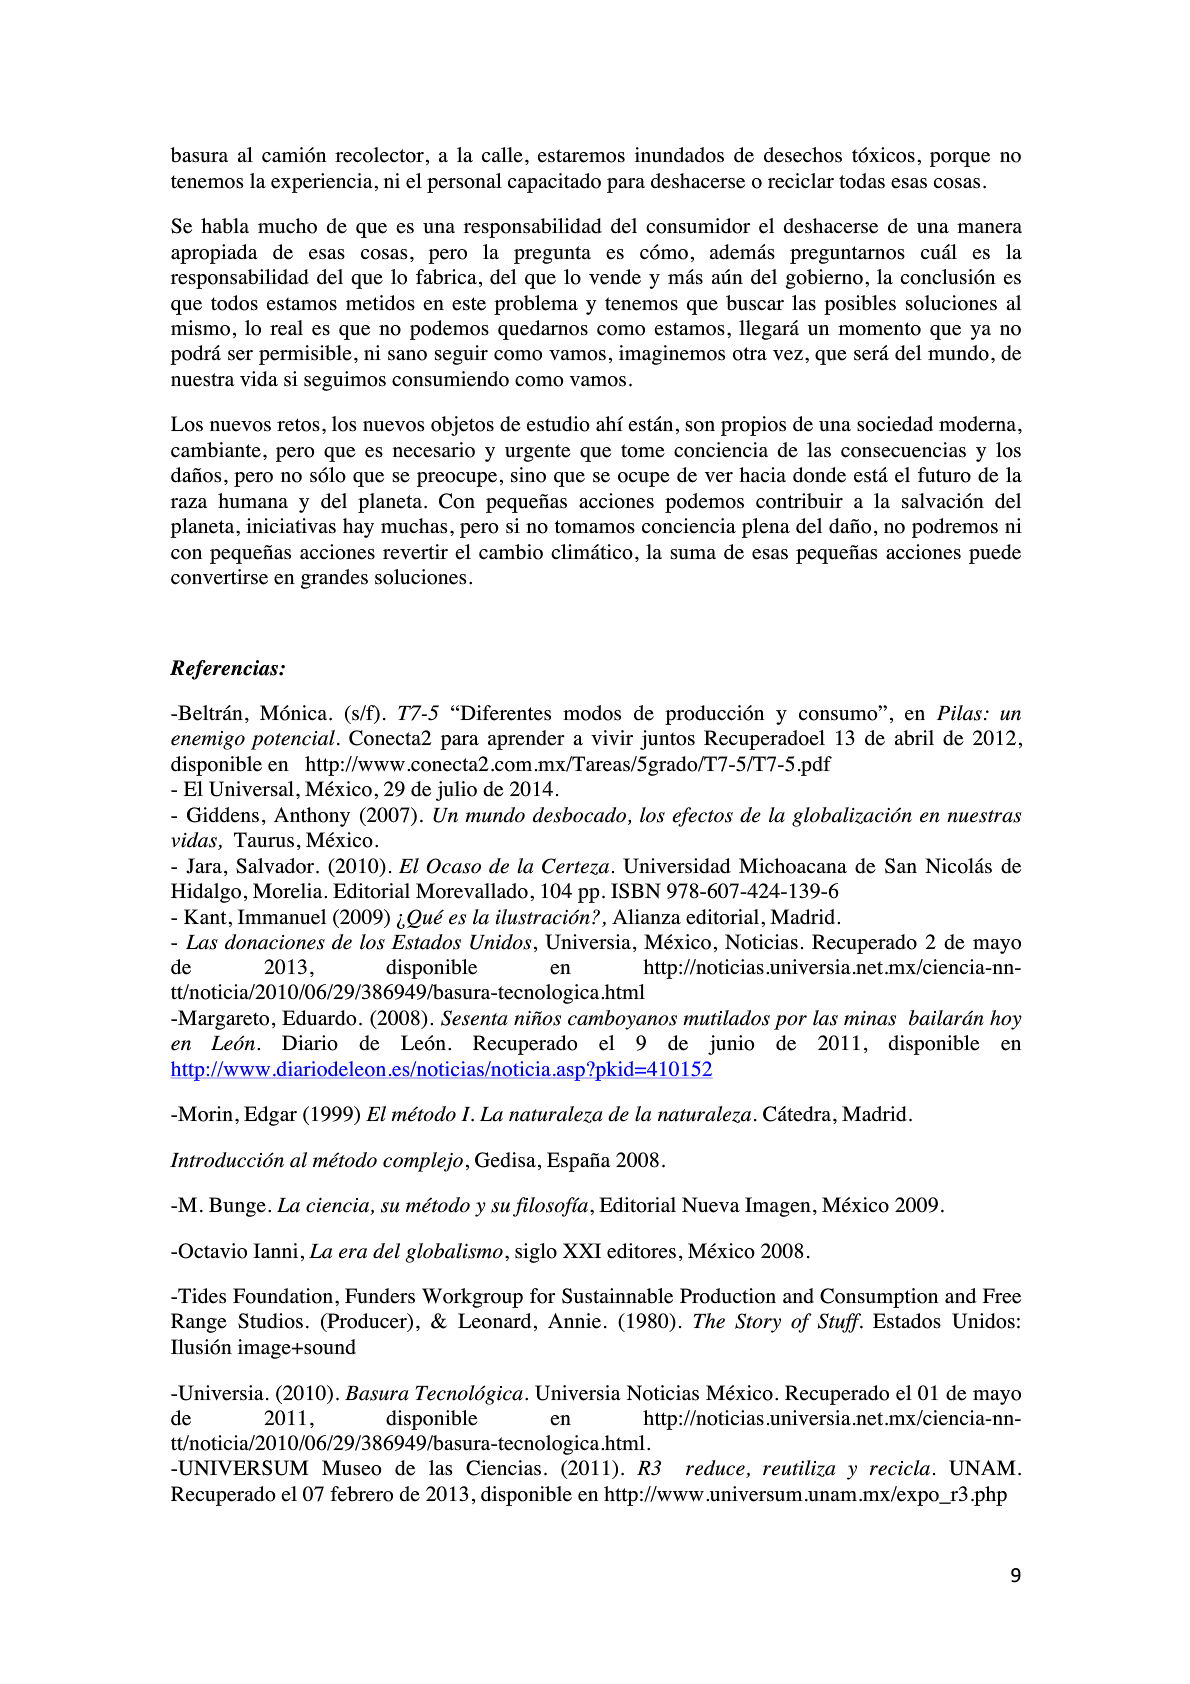 basura al camión recolector, a la calle, estaremos inundados de desechos tóxicos, porque no
tenemos la experiencia, ni el personal capacitado para deshacerse o reciclar todas esas cosas.
Se habla mucho de que es una responsabilidad del consumidor el deshacerse de una manera
apropiada de esas cosas, pero la pregunta es cómo, además preguntarnos cuál es la
responsabilidad del que lo fabrica, del que lo vende y más aún del gobierno, la conclusión es
que todos estamos metidos en este problema y tenemos que buscar las posibles soluciones al
mismo, lo real es que no podemos quedarnos como estamos, llegará un momento que ya no
podrá ser permisible, ni sano seguir como vamos, imaginemos otra vez, que será del mundo, de
nuestra vida si seguimos consumiendo como vamos.
Los nuevos retos, los nuevos objetos de estudio ahí están, son propios de una sociedad moderna,
cambiante, pero que es necesario y urgente que tome conciencia de las consecuencias y los
daños, pero no sólo que se preocupe, sino que se ocupe de ver hacia donde está el futuro de la
raza humana y del planeta. Con pequeñas acciones podemos contribuir a la salvación del
planeta, iniciativas hay muchas, pero si no tomamos conciencia plena del daño, no podremos ni
con pequeñas acciones revertir el cambio climático, la suma de esas pequeñas acciones puede
convertirse en grandes soluciones.
Referencias:
-Beltrán, Mónica. (s/f). T7-5 “Diferentes modos de producción y consumo”, en Pilas: un
enemigo potencial. Conecta2 para aprender a vivir juntos Recuperadoel 13 de abril de 2012,
disponible en http://www.conecta2.com.mx/Tareas/5grado/T7-5/T7-5.pdf
- El Universal, México, 29 de julio de 2014.
- Giddens, Anthony (2007). Un mundo desbocado, los efectos de la globalización en nuestras
vidas, Taurus, México.
- Jara, Salvador. (2010). El Ocaso de la Certeza. Universidad Michoacana de San Nicolás de
Hidalgo, Morelia. Editorial Morevallado, 104 pp. ISBN 978-607-424-139-6
- Kant, Immanuel (2009) ¿Qué es la ilustración?, Alianza editorial, Madrid.
- Las donaciones de los Estados Unidos, Universia, México, Noticias. Recuperado 2 de mayo
de 2013, disponible en http://noticias.universia.net.mx/ciencia-nn-
tt/noticia/2010/06/29/386949/basura-tecnologica.html
-Margareto, Eduardo. (2008). Sesenta niños camboyanos mutilados por las minas bailarán hoy
en León. Diario de León. Recuperado el 9 de junio de 2011, disponible en
http://www.diariodeleon.es/noticias/noticia.asp?pkid=410152
-Morin, Edgar (1999) El método I. La naturaleza de la naturaleza. Cátedra, Madrid.
Introducción al método complejo, Gedisa, España 2008.
-M. Bunge. La ciencia, su método y su filosofía, Editorial Nueva Imagen, México 2009.
-Octavio Ianni, La era del globalismo, siglo XXI editores, México 2008.
-Tides Foundation, Funders Workgroup for Sustainnable Production and Consumption and Free
Range Studios. (Producer), & Leonard, Annie. (1980). The Story of Stuff. Estados Unidos:
Ilusión image+sound
-Universia. (2010). Basura Tecnológica. Universia Noticias México. Recuperado el 01 de mayo
de 2011, disponible en http://noticias.universia.net.mx/ciencia-nn-
tt/noticia/2010/06/29/386949/basura-tecnologica.html.
-UNIVERSUM Museo de las Ciencias. (2011). R3 reduce, reutiliza y recicla. UNAM.
Recuperado el 07 febrero de 2013, disponible en http://www.universum.unam.mx/expo_r3.php
9